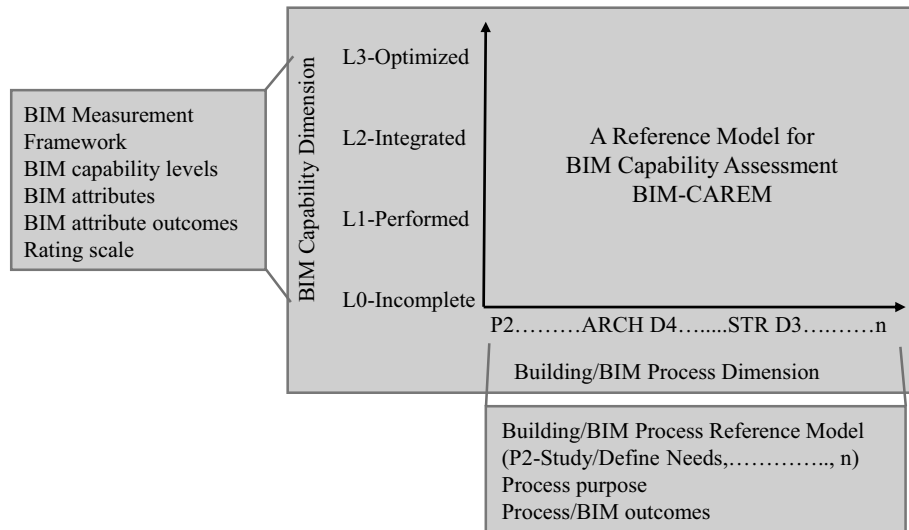 BIM Measurement
Framework
BIM capability levels
BIM attributes
BIM attribute outcomes
Rating scale
BIM Capability Dimension
L3-Optimized
L2-Integrated
L1-Performed
L0-Incomplete
A Reference Model for
BIM Capability Assessment
BIM-CAREM
P2………ARCH D4….....STR D3….……n
Building/BIM Process Dimension
Building/BIM Process Reference Model
(P2-Study/Define Needs,………….., n)
Process purpose
Process/BIM outcomes